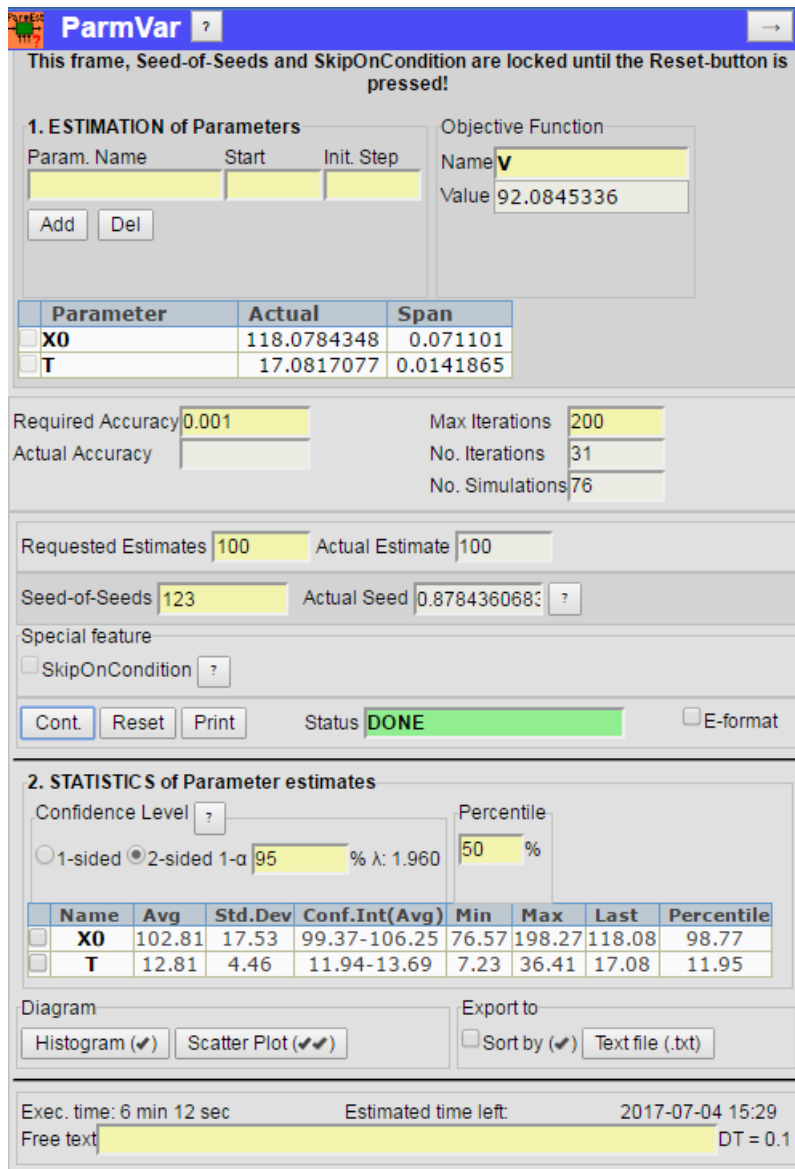 ParmVar ? →
This frame, Seed-of-Seeds and SkipOnCondition are locked until the Reset-button is
pressed!
1. ESTIMATION of Parameters
Param. Name Start Init. Step
Add Del
Objective Function
Name V
Value 92.0845336
Parameter Actual Span
X0 118.0784348 0.071101
T 17.0817077 0.0141865
Required Accuracy 0.001 Max Iterations 200
Actual Accuracy No. Iterations 31
No. Simulations 76
Requested Estimates 100 Actual Estimate 100
Seed-of-Seeds 123 Actual Seed 0.8784360683 ?
Special feature
SkipOnCondition ?
Cont. Reset Print Status DONE E-format
2. STATISTICS of Parameter estimates
Confidence Level ? Percentile
1-sided 2-sided 1-α 95 % λ: 1.960 50 %
Name Avg Std.Dev Conf.Int(Avg) Min Max Last Percentile
X0 102.81 17.53 99.37-106.25 76.57 198.27 118.08 98.77
T 12.81 4.46 11.94-13.69 7.23 36.41 17.08 11.95
Diagram Export to
Histogram (✔) Scatter Plot (✔✔) Sort by (✔) Text file (.txt)
Exec. time: 6 min 12 sec Estimated time left: 2017-07-04 15:29
Free text DT = 0.1